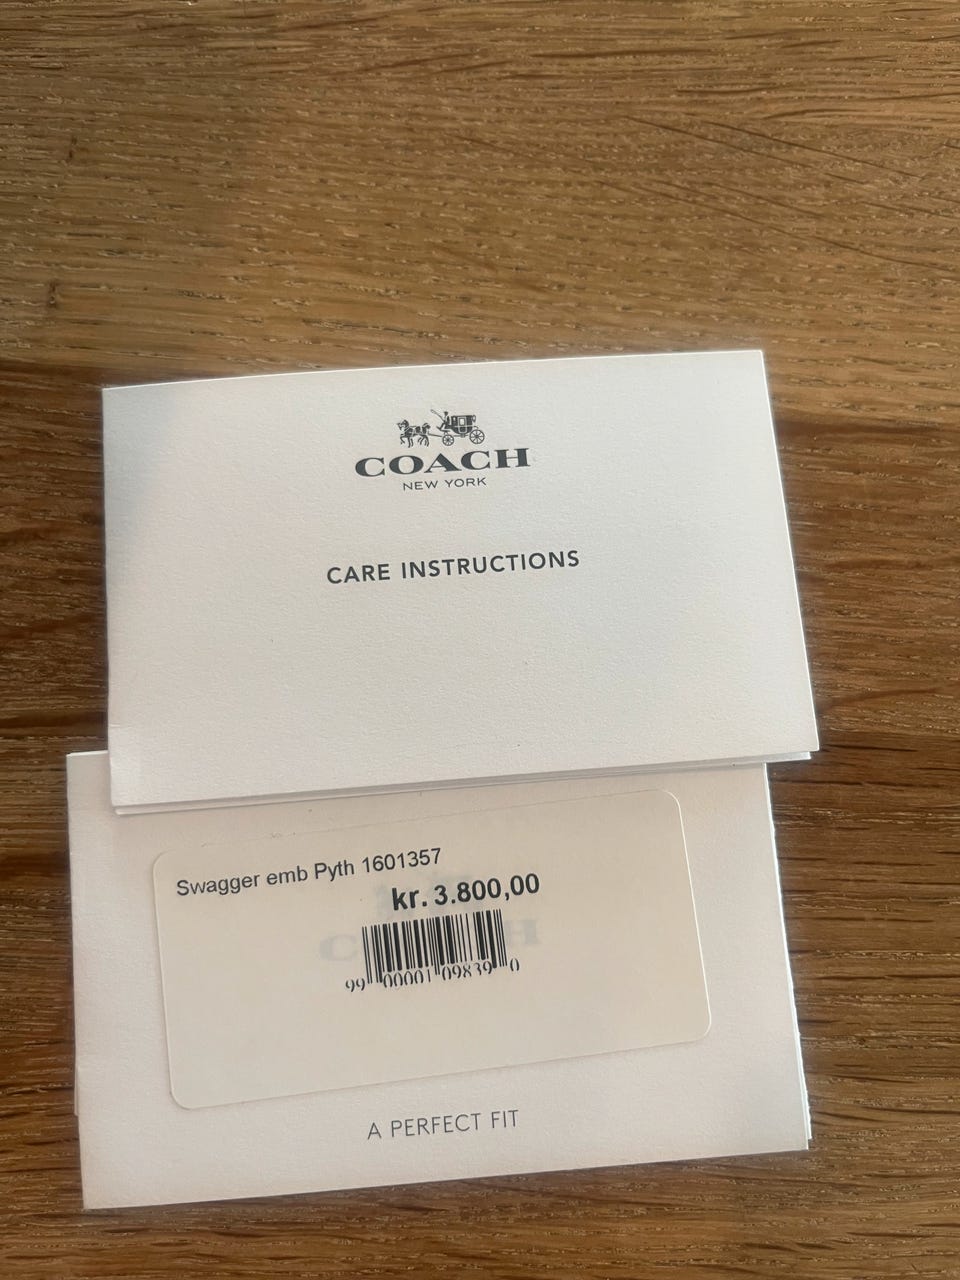 COACH
NEW YORK
CARE INSTRUCTIONS
Swagger emb Pyth 1601357
kr. 3.800,00
99 00001 09839 0
A PERFECT FIT